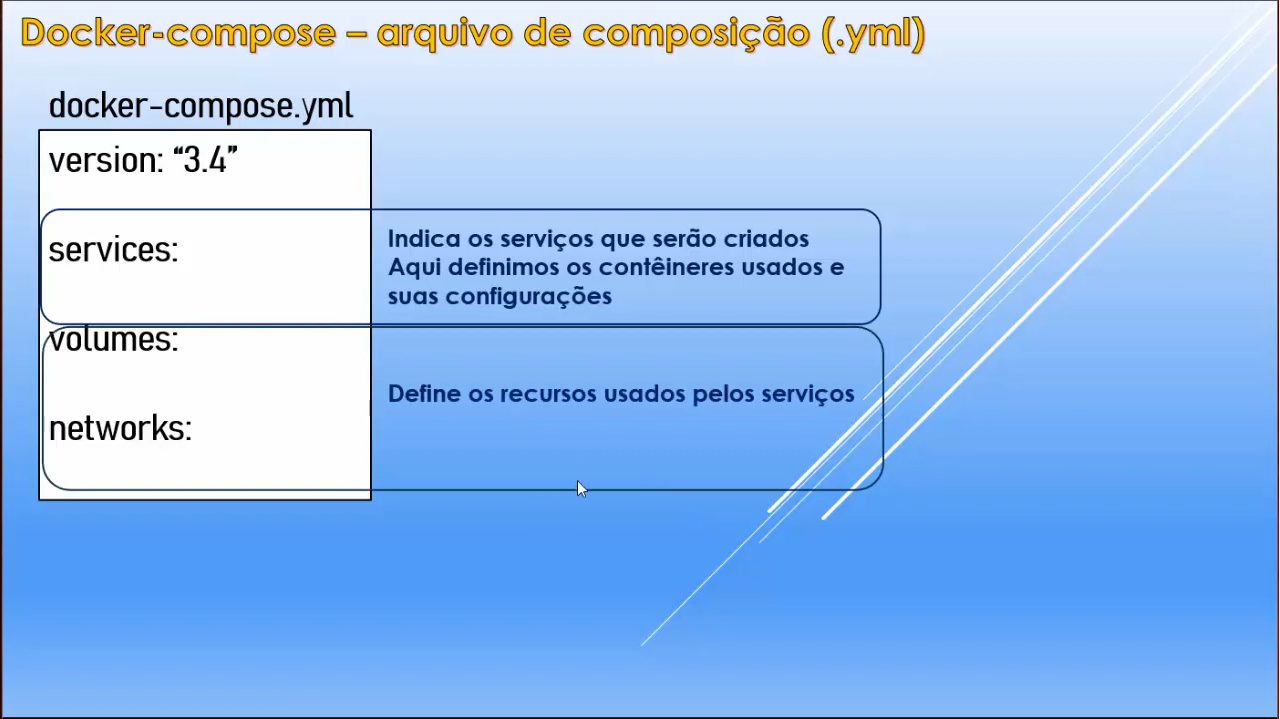 Docker-compose – arquivo de composição (.yml)
docker-compose.yml
version: “3.4”
services:
Indica os serviços que serão criados
Aqui definimos os contêineres usados e
suas configurações
volumes:
Define os recursos usados pelos serviços
networks: